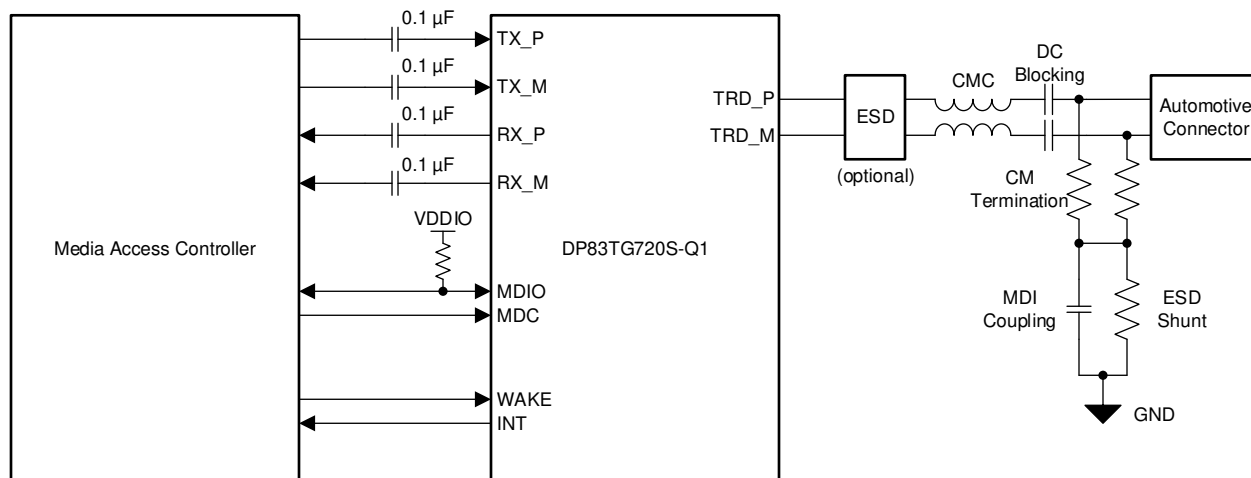 0.1 µF
TX_P
0.1 µF
TX_M
0.1 µF
RX_P
0.1 µF
RX_M
VDDIO
Media Access Controller
DP83TG720S-Q1
MDIO
MDC
WAKE
INT
TRD_P
TRD_M
ESD
(optional)
CMC
DC
Blocking
Automotive
Connector
CM
Termination
MDI
Coupling
ESD
Shunt
GND